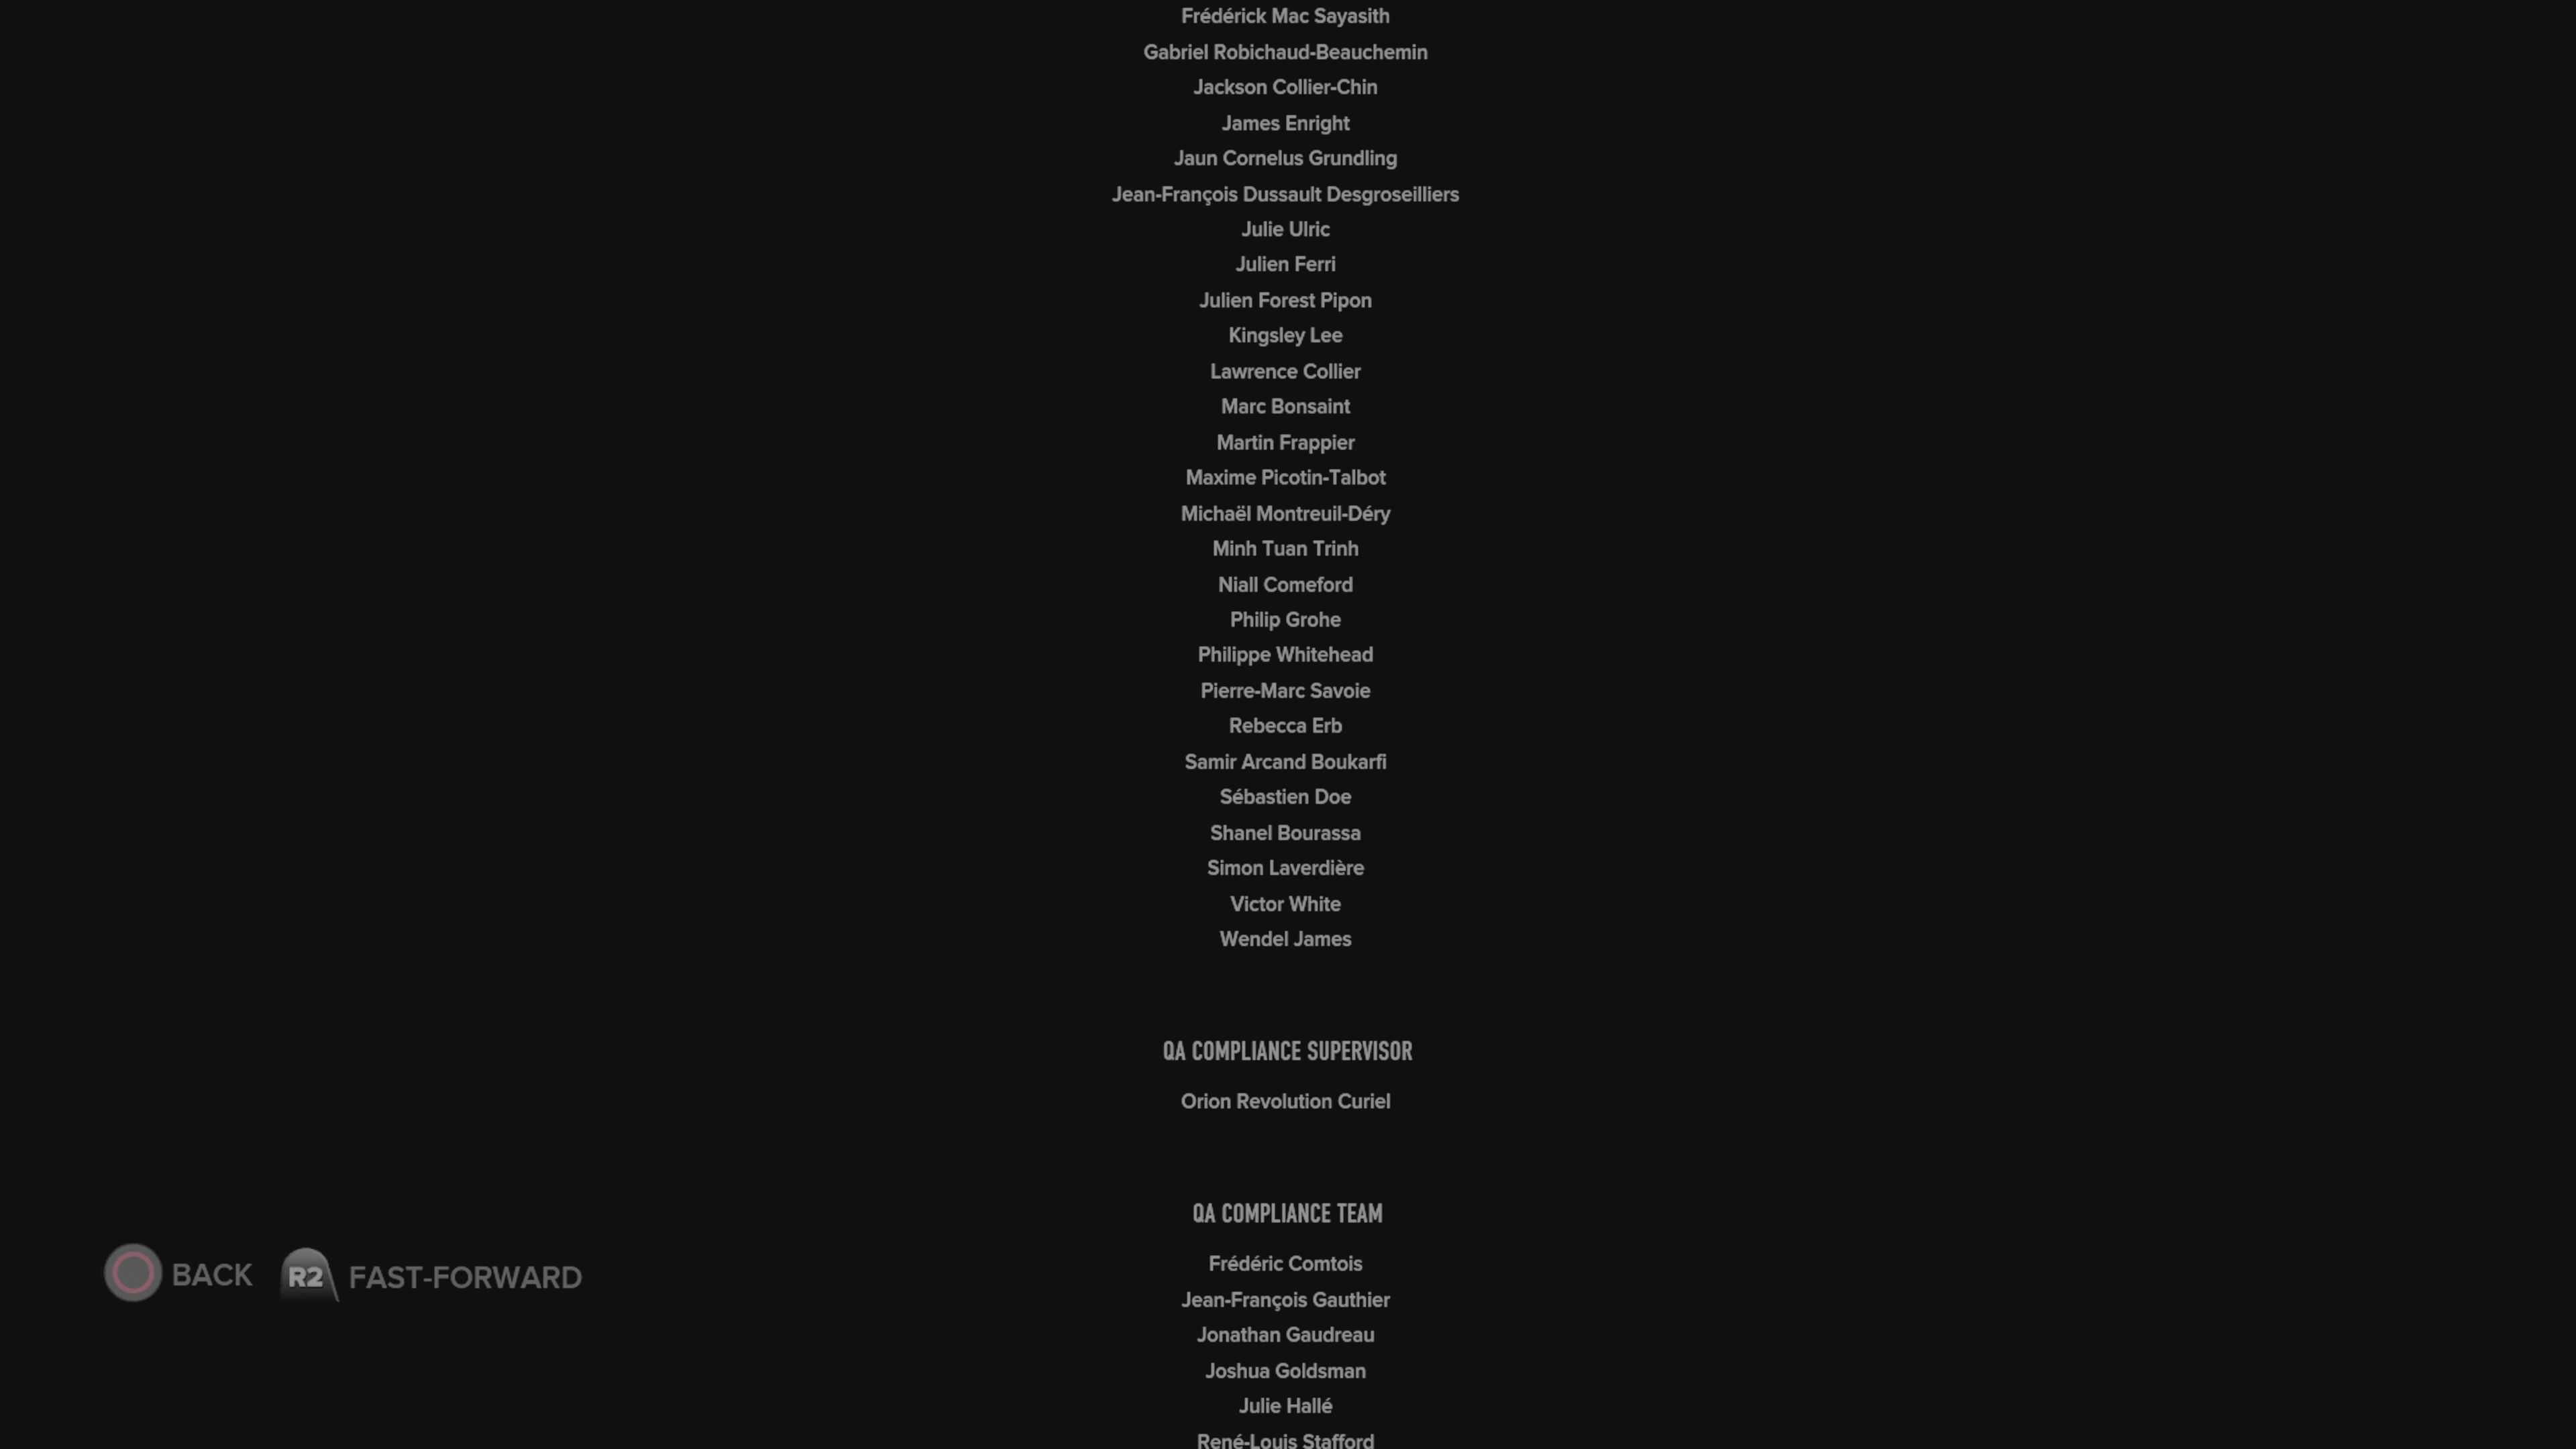 Frédérick Mac Sayasith
Gabriel Robichaud-Beauchemin
Jackson Collier-Chin
James Enright
Jaun Cornelus Grundling
Jean-François Dussault Desgroseilliers
Julie Ulric
Julien Ferri
Julien Forest Pipon
Kingsley Lee
Lawrence Collier
Marc Bonsaint
Martin Frappier
Maxime Picotin-Talbot
Michaël Montreuil-Déry
Minh Tuan Trinh
Niall Comeford
Philip Grohe
Philippe Whitehead
Pierre-Marc Savoie
Rebecca Erb
Samir Arcand Boukarfi
Sébastien Doe
Shanel Bourassa
Simon Laverdière
Victor White
Wendel James
QA COMPLIANCE SUPERVISOR
Orion Revolution Curiel
QA COMPLIANCE TEAM
Frédéric Comtois
Jean-François Gauthier
Jonathan Gaudreau
Joshua Goldsman
Julie Hallé
René-Louis Stafford
BACK
R2 FAST-FORWARD